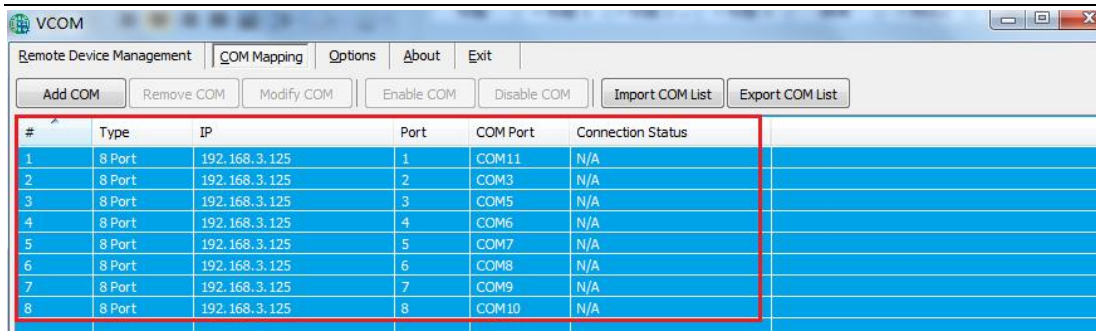 VCOM
Remote Device Management COM Mapping Options About Exit
Add COM Remove COM Modify COM Enable COM Disable COM Import COM List Export COM List
# Type IP Port COM Port Connection Status
1 8 Port 192.168.3.125 1 COM11 N/A
2 8 Port 192.168.3.125 2 COM3 N/A
3 8 Port 192.168.3.125 3 COM5 N/A
4 8 Port 192.168.3.125 4 COM6 N/A
5 8 Port 192.168.3.125 5 COM7 N/A
6 8 Port 192.168.3.125 6 COM8 N/A
7 8 Port 192.168.3.125 7 COM9 N/A
8 8 Port 192.168.3.125 8 COM10 N/A